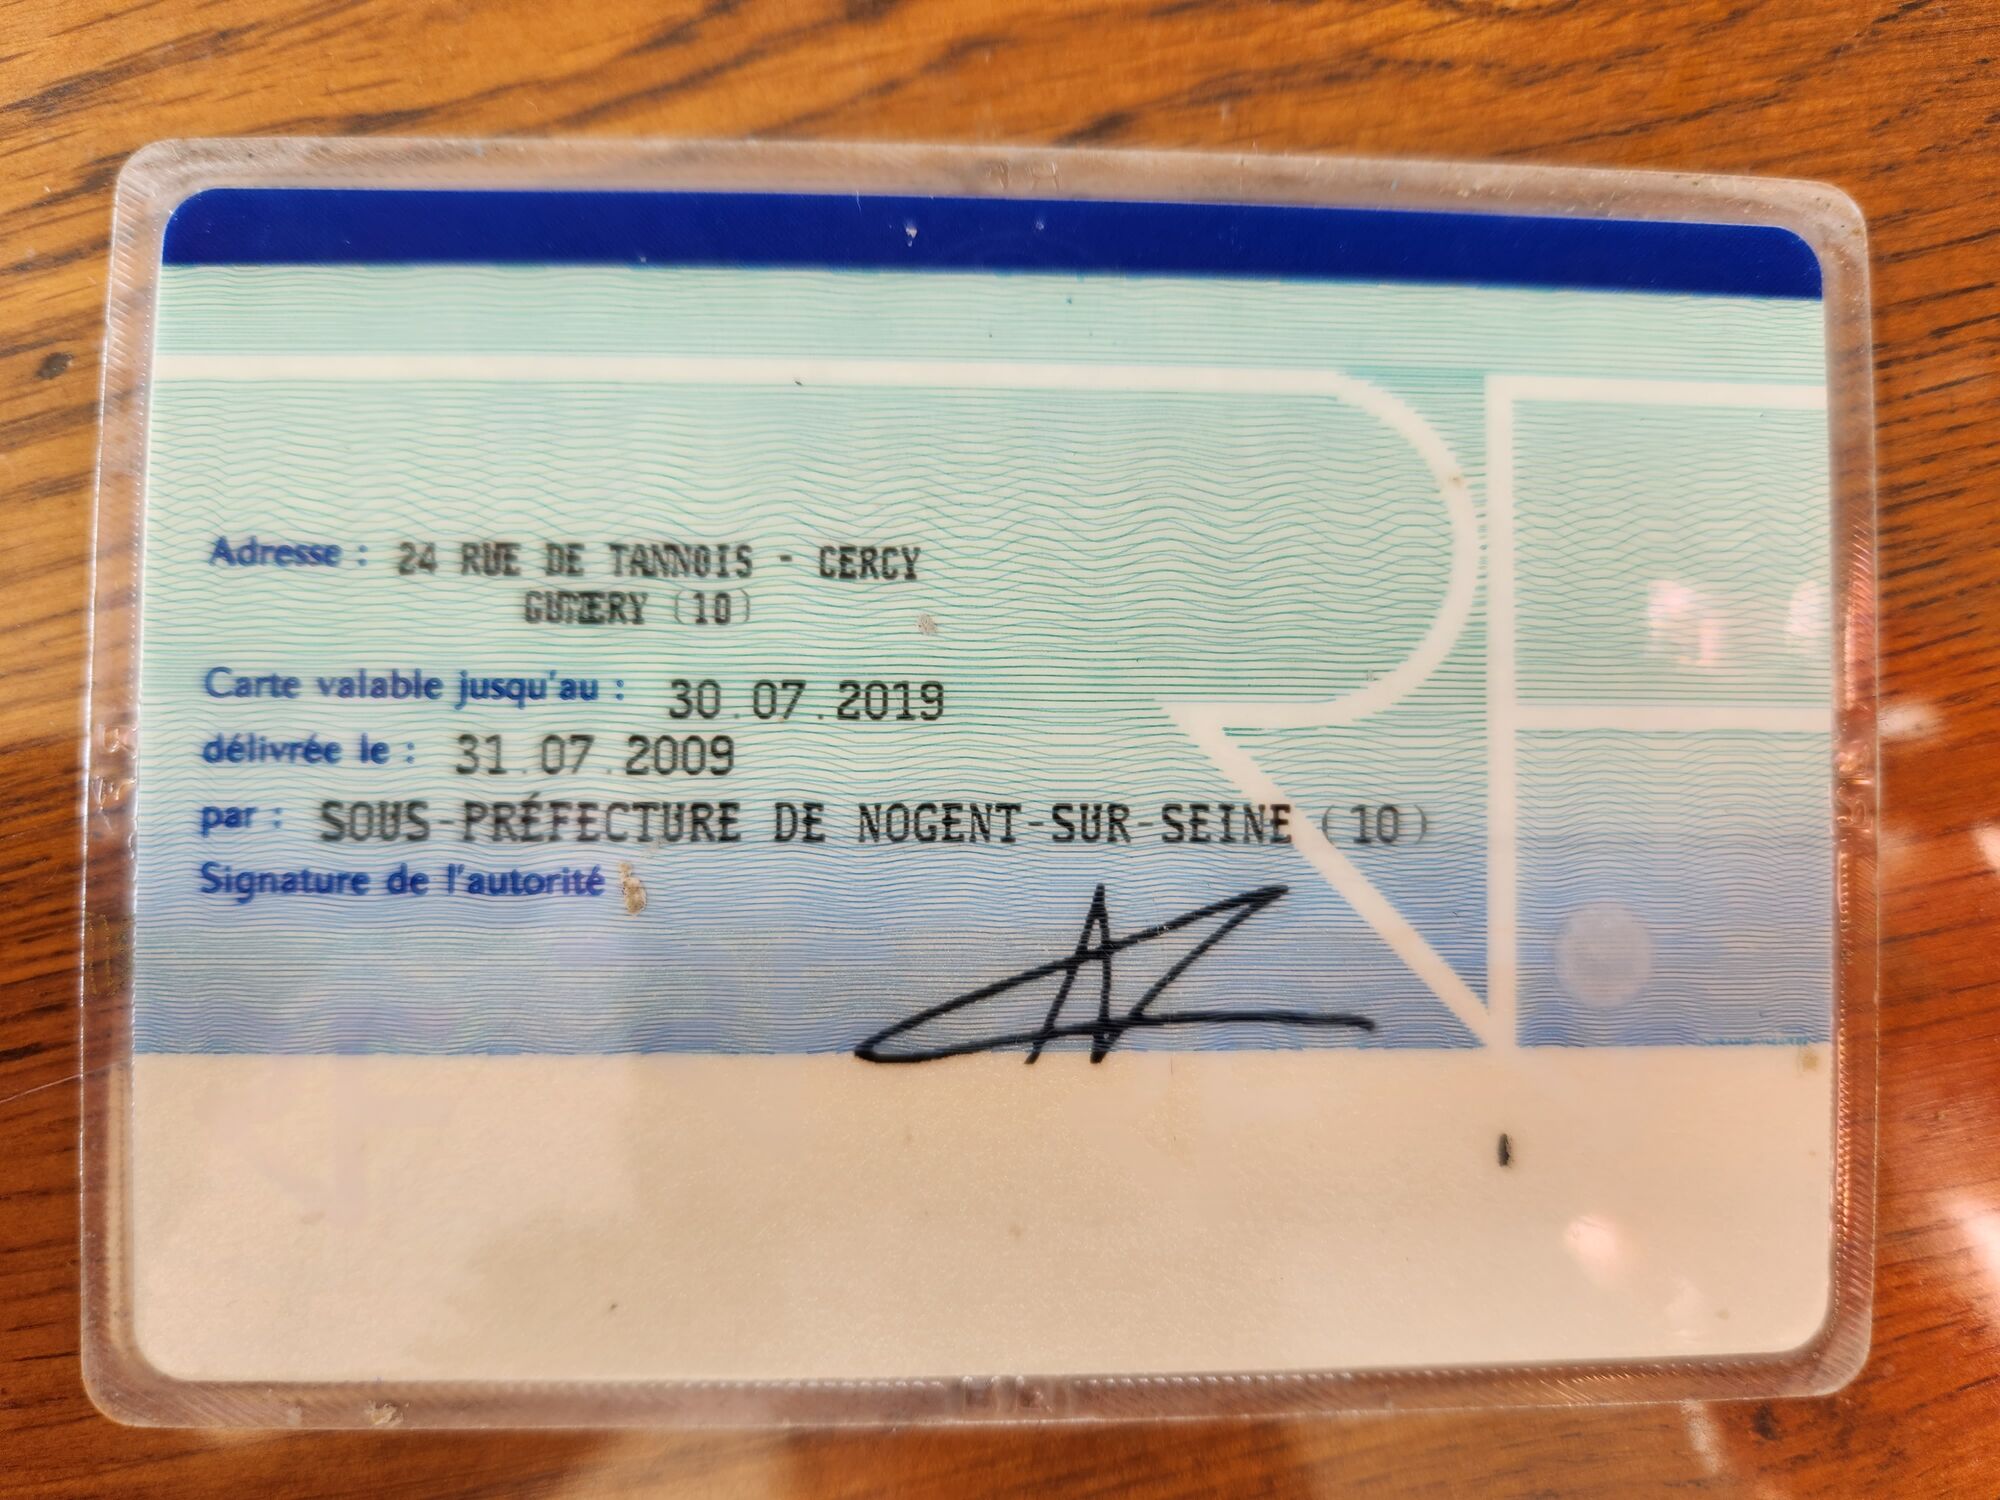 Adresse : 24 RUE DE TANNOIS - CERCY
GUMERY (10)
Carte valable jusqu'au : 30.07.2019
délivrée le : 31.07.2009
par : SOUS-PRÉFECTURE DE NOGENT-SUR-SEINE (10)
Signature de l'autorité